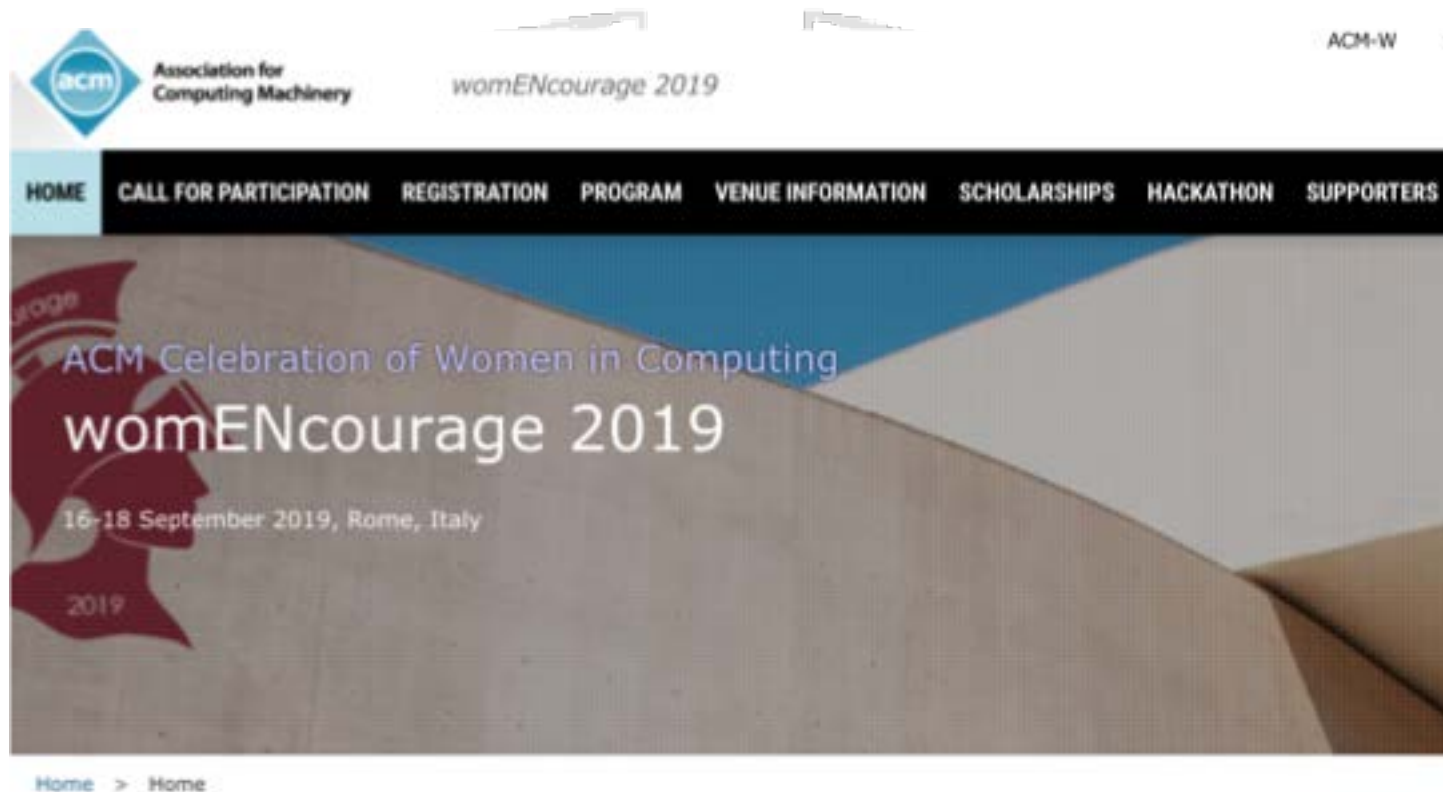 ACM-W
acm
Association for
Computing Machinery
womENcourage 2019
HOME CALL FOR PARTICIPATION REGISTRATION PROGRAM VENUE INFORMATION SCHOLARSHIPS HACKATHON SUPPORTERS
urage
ACM Celebration of Women in Computing
womENcourage 2019
16-18 September 2019, Rome, Italy
2019
Home > Home